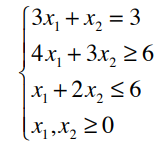 3x₁ + x₂ = 3
4x₁ + 3x₂ ≥ 6
x₁ + 2x₂ ≤ 6
x₁, x₂ ≥ 0